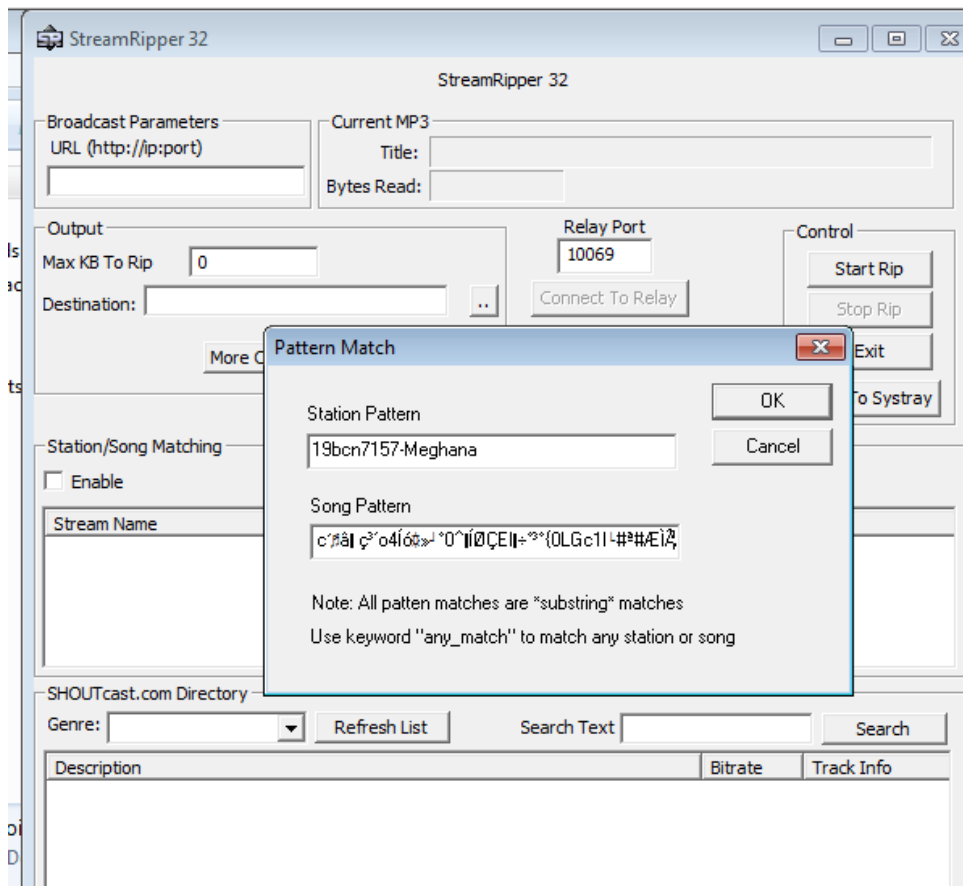 StreamRipper 32
StreamRipper 32
Broadcast Parameters
URL (http://ip:port)
Current MP3
Title:
Bytes Read:
Output
Max KB To Rip 0
Destination: ..
More
Relay Port
10069
Connect To Relay
Control
Start Rip
Stop Rip
Exit
To Systray
Pattern Match
Station Pattern
19bcn7157-Meghana
OK
Cancel
Song Pattern
Note: All patten matches are *substring* matches
Use keyword "any_match" to match any station or song
Station/Song Matching
Enable
Stream Name
SHOUTcast.com Directory
Genre: Refresh List Search Text Search
Description Bitrate Track Info